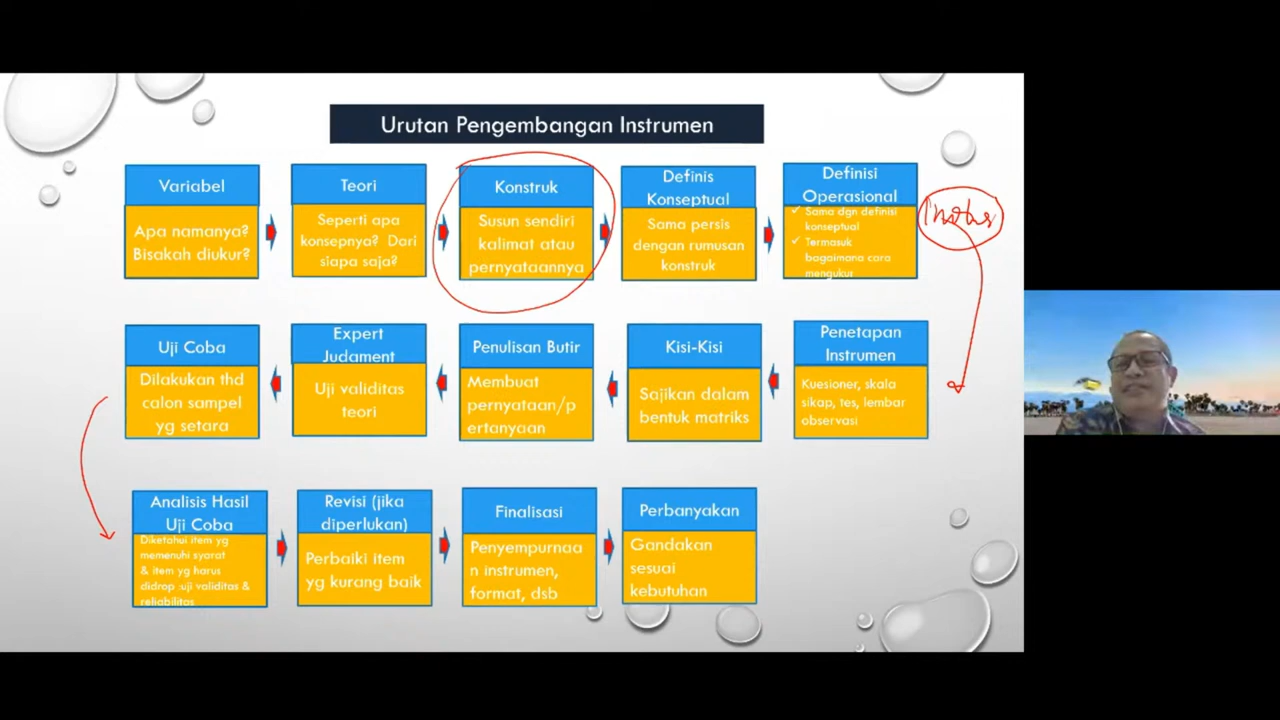 Urutan Pengembangan Instrumen
Variabel
Apa namanya?
Bisakah diukur?
Teori
Seperti apa
konsepnya? Dari
siapa saja?
Konstruk
Susun sendiri
kalimat atau
pernyataannya
Definis
Konseptual
Sama persis
dengan rumusan
konstruk
Definisi
Operasional
✓ Sama dgn definisi
konseptual
✓ Termasuk
bagaimana cara
mengukur
Penetapan
Instrumen
Kuesioner, skala
sikap, tes, lembar
observasi
Kisi-Kisi
Sajikan dalam
bentuk matriks
Penulisan Butir
Membuat
pernyataan/p
ertanyaan
Expert
Judament
Uji validitas
teori
Uji Coba
Dilakukan thd
calon sampel
yg setara
Analisis Hasil
Uji Coba
Diketahui item yg
memenuhi syarat
& item yg harus
didrop :uji validitas &
reliabilitas
Revisi (jika
diperlukan)
Perbaiki item
yg kurang baik
Finalisasi
Penyempurnaa
n instrumen,
format, dsb
Perbanyakan
Gandakan
sesuai
kebutuhan